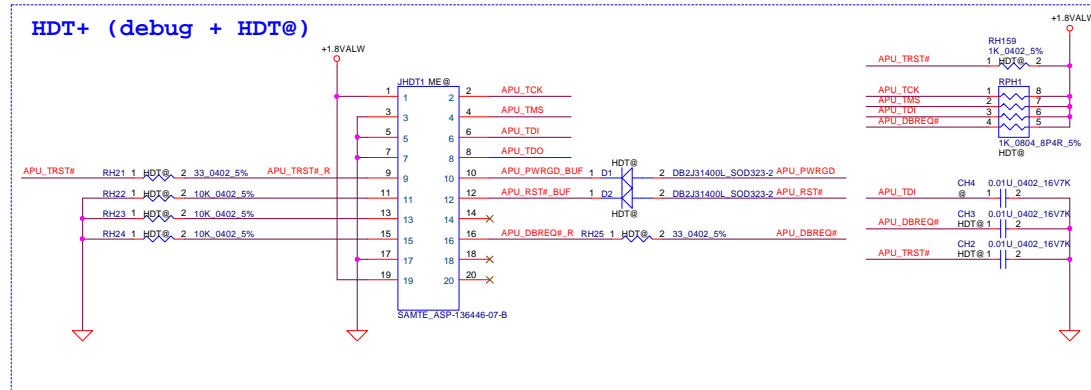 HDT+ (debug + HDT@)
+1.8VALW
+1.8VALW
RH159
1K_0402_5%
APU_TRST# 1 HDT@ 2
JHDT1 ME@
1 1 2 2 APU_TCK
3 3 4 4 APU_TMS
5 5 6 6 APU_TDI
7 7 8 8 APU_TDO
APU_TRST# RH21 1 HDT@ 2 33_0402_5% APU_TRST#_R 9 9 10 10 APU_PWRGD_BUF 1 D1 HDT@ 2 DB2J31400L_SOD323-2 APU_PWRGD
RH22 1 HDT@ 2 10K_0402_5% 11 11 12 12 APU_RST#_BUF 1 D2 2 DB2J31400L_SOD323-2 APU_RST#
HDT@
RH23 1 HDT@ 2 10K_0402_5% 13 13 14 14
RH24 1 HDT@ 2 10K_0402_5% 15 15 16 16 APU_DBREQ#_R RH25 1 HDT@ 2 33_0402_5% APU_DBREQ#
17 17 18 18
19 19 20 20
SAMTE_ASP-136446-07-B
RPH1
APU_TCK 1 8
APU_TMS 2 7
APU_TDI 3 6
APU_DBREQ# 4 5
1K_0804_8P4R_5%
HDT@
CH4 0.01U_0402_16V7K
APU_TDI @ 1 2
CH3 0.01U_0402_16V7K
APU_DBREQ# HDT@ 1 2
CH2 0.01U_0402_16V7K
APU_TRST# HDT@ 1 2